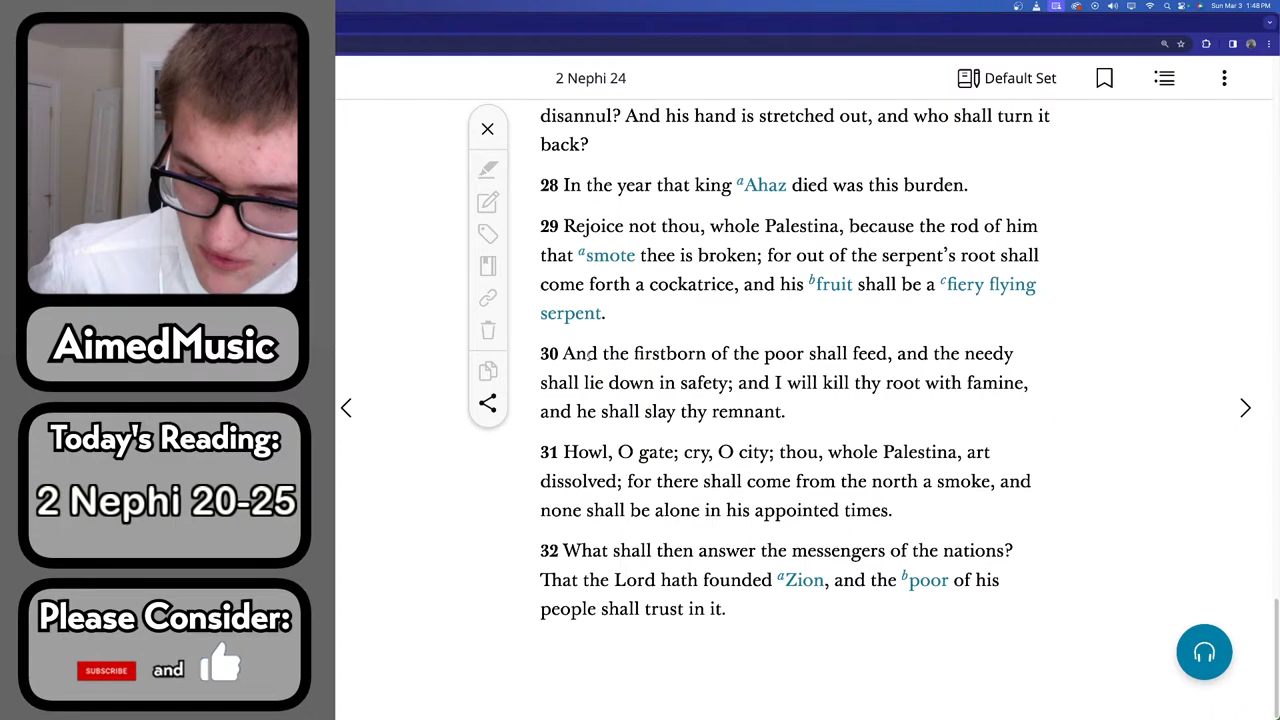 Sun Mar 3 1:48 PM
2 Nephi 24
Default Set
disannul? And his hand is stretched out, and who shall turn it
back?
28 In the year that king aAhaz died was this burden.
29 Rejoice not thou, whole Palestina, because the rod of him
that asmote thee is broken; for out of the serpent’s root shall
come forth a cockatrice, and his bfruit shall be a cfiery flying
serpent.
30 And the firstborn of the poor shall feed, and the needy
shall lie down in safety; and I will kill thy root with famine,
and he shall slay thy remnant.
31 Howl, O gate; cry, O city; thou, whole Palestina, art
dissolved; for there shall come from the north a smoke, and
none shall be alone in his appointed times.
32 What shall then answer the messengers of the nations?
That the Lord hath founded aZion, and the bpoor of his
people shall trust in it.
AimedMusic
Today's Reading:
2 Nephi 20-25
Please Consider:
SUBSCRIBE and